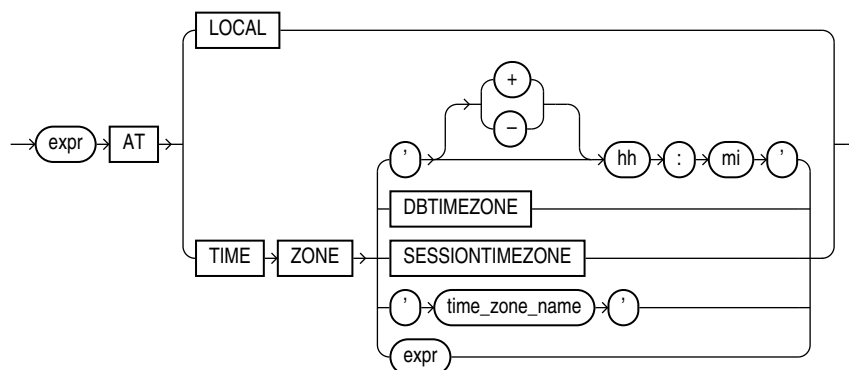 LOCAL
+
−
expr AT
’ hh : mi ’
DBTIMEZONE
TIME ZONE SESSIONTIMEZONE
’ time_zone_name ’
expr